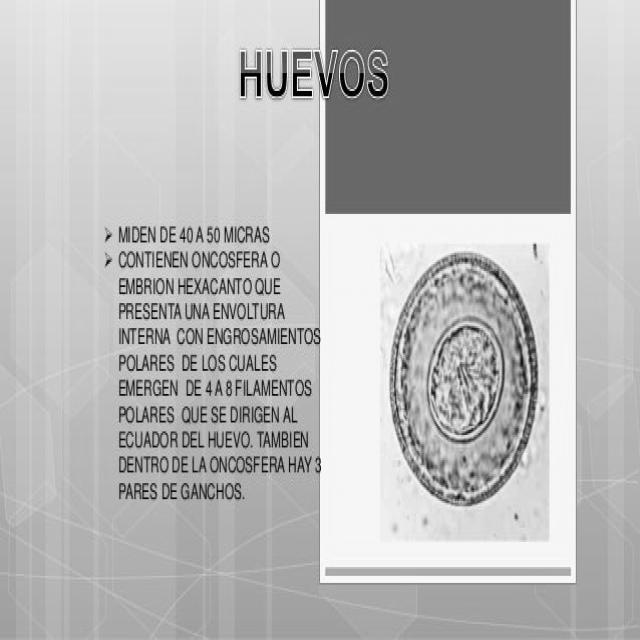 HUEVOS
➢ MIDEN DE 40 A 50 MICRAS
➢ CONTIENEN ONCOSFERA O
EMBRION HEXACANTO QUE
PRESENTA UNA ENVOLTURA
INTERNA CON ENGROSAMIENTOS
POLARES DE LOS CUALES
EMERGEN DE 4 A 8 FILAMENTOS
POLARES QUE SE DIRIGEN AL
ECUADOR DEL HUEVO. TAMBIEN
DENTRO DE LA ONCOSFERA HAY 3
PARES DE GANCHOS.